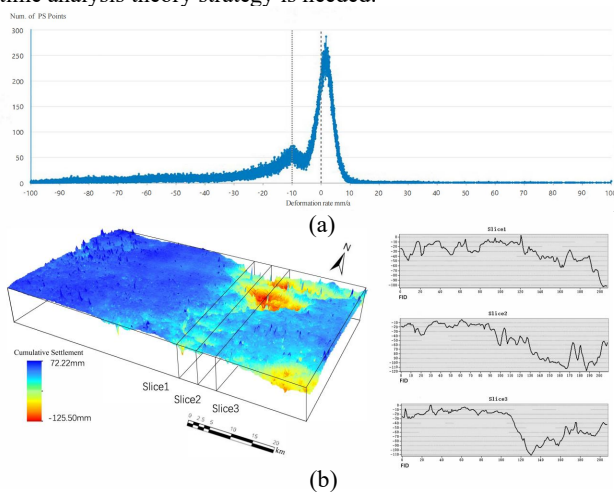 time analysis theory strategy is needed.
Num. of PS Points
300
250
200
150
100
50
0
-100 -90 -80 -70 -60 -50 -40 -30 -20 -10 0 10 20 30 40 50 60 70 80 90 100
Deformation rate mm/a
(a)
N
Cumulative Settlement
72.22mm
-125.50mm
Slice1
Slice2
Slice3
0 2.5 5 10 15 20
km
Slice1
FID
Slice2
FID
Slice3
FID
(b)